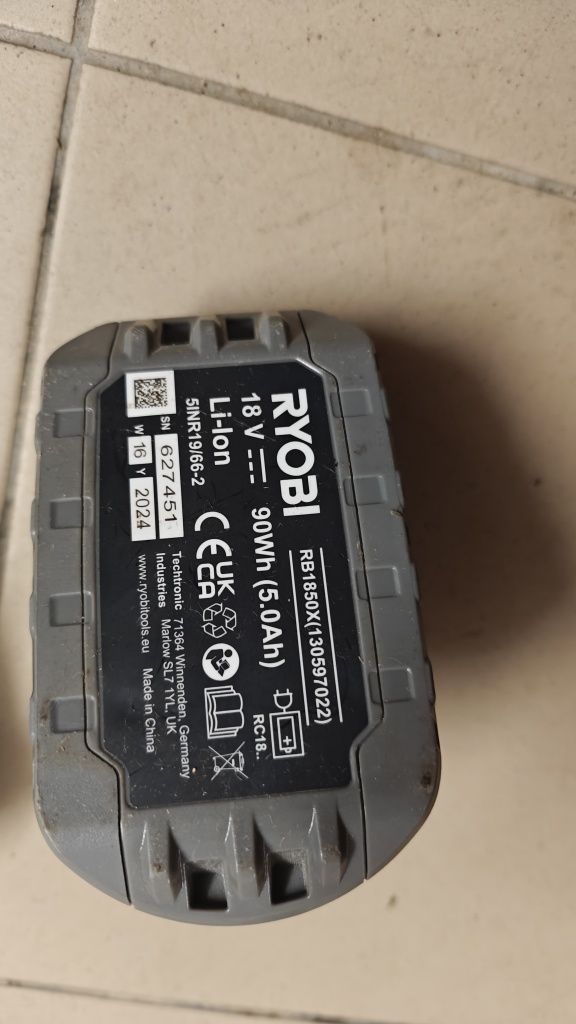 RYOBI
RB1850X(130597022)
18 V 90Wh (5.0Ah)
RC18..
Li-Ion
5INR19/66-2
CE UK CA
SN 627451
W 16 Y 2024
Techtronic 71364 Winnenden, Germany
Industries Marlow SL7 1YL, UK
www.ryobitools.eu Made in China